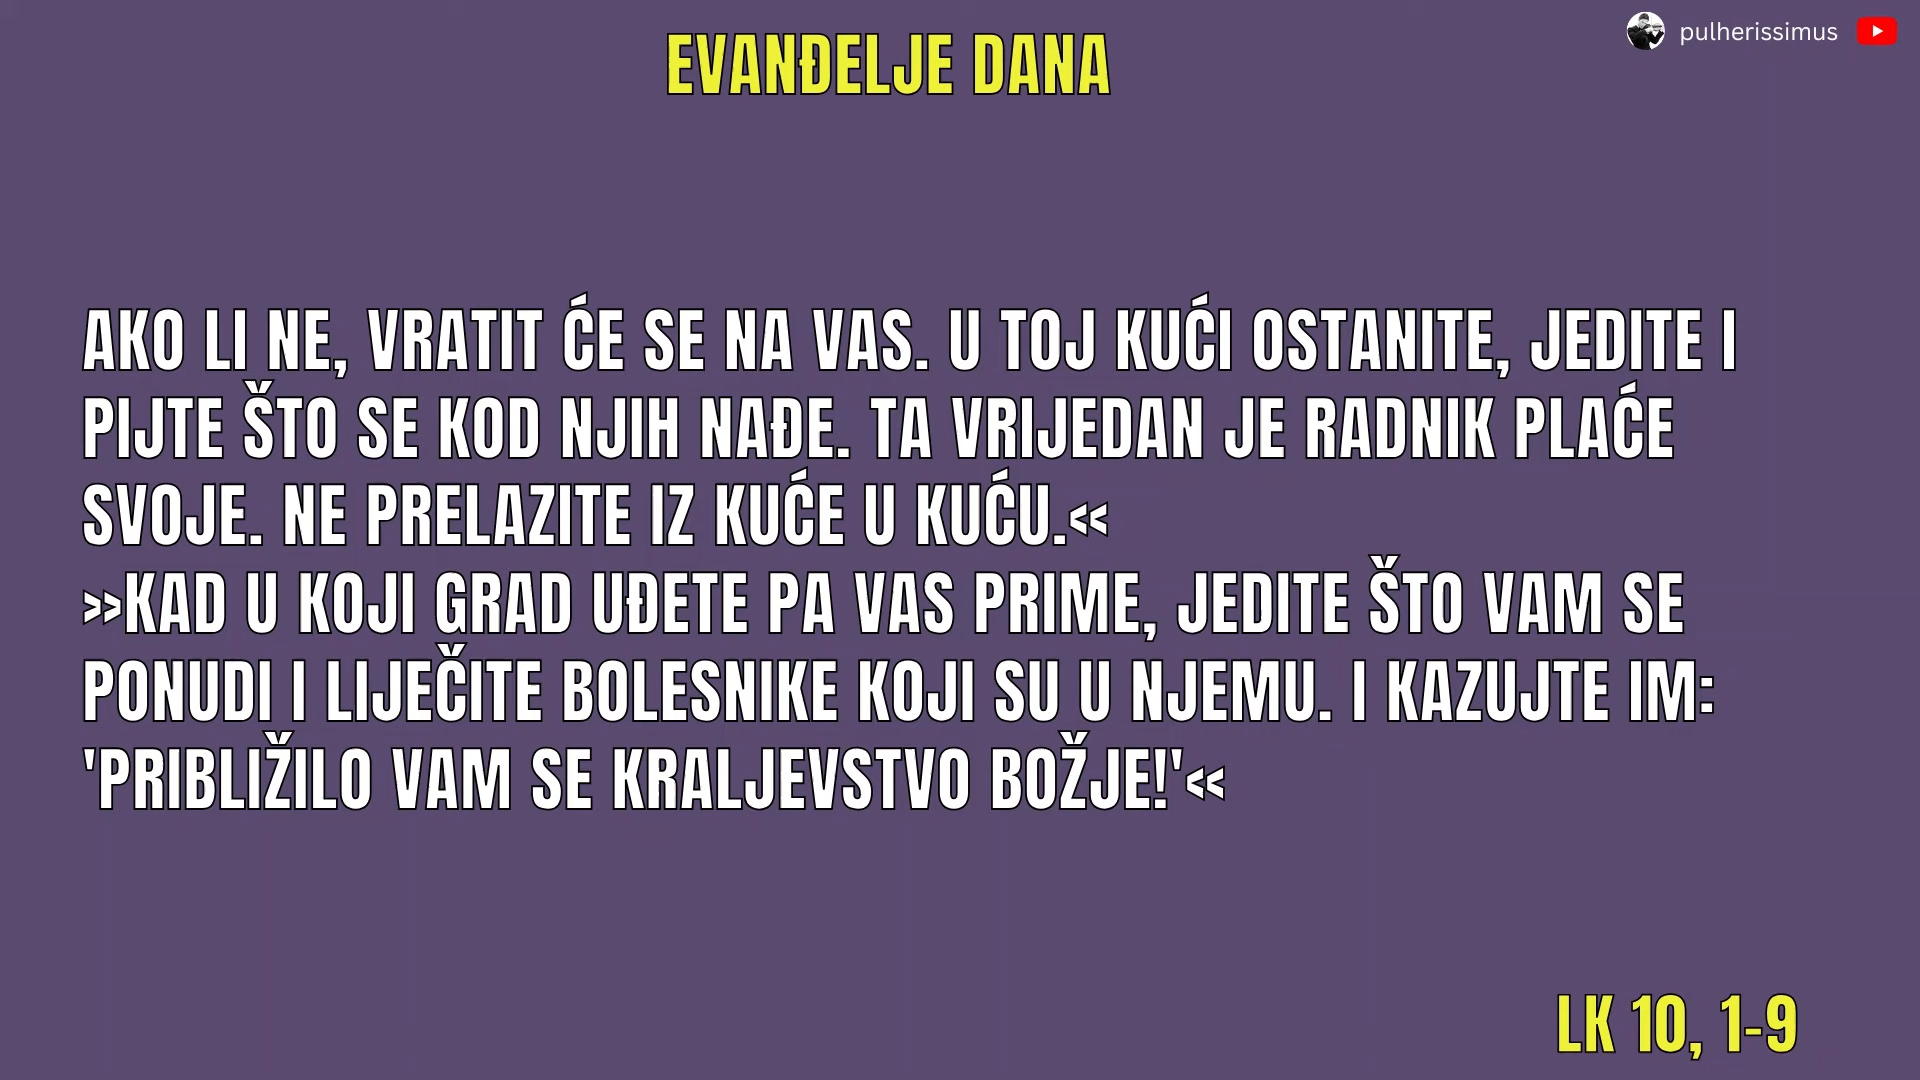 pulherissimus
EVANĐELJE DANA
AKO LI NE, VRATIT ĆE SE NA VAS. U TOJ KUĆI OSTANITE, JEDITE I
PIJTE ŠTO SE KOD NJIH NAĐE. TA VRIJEDAN JE RADNIK PLAĆE
SVOJE. NE PRELAZITE IZ KUĆE U KUĆU.<<
>>KAD U KOJI GRAD UĐETE PA VAS PRIME, JEDITE ŠTO VAM SE
PONUDI I LIJEČITE BOLESNIKE KOJI SU U NJEMU. I KAZUJTE IM:
'PRIBLIŽILO VAM SE KRALJEVSTVO BOŽJE!'<<
LK 10, 1-9